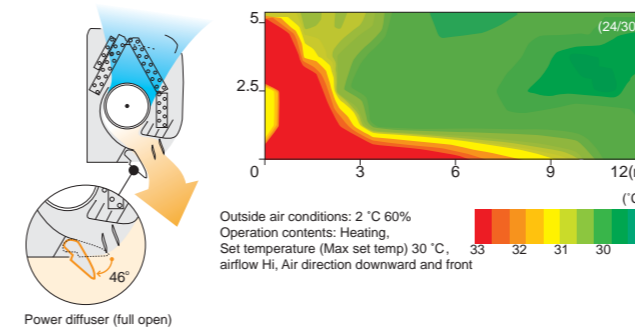 5
(24/30
2.5
0
3
6
9
12(
(˚C
Outside air conditions: 2 ˚C 60%
Operation contents: Heating,
Set temperature (Max set temp) 30 ˚C,
airflow Hi, Air direction downward and front
33 32 31 30
46°
Power diffuser (full open)